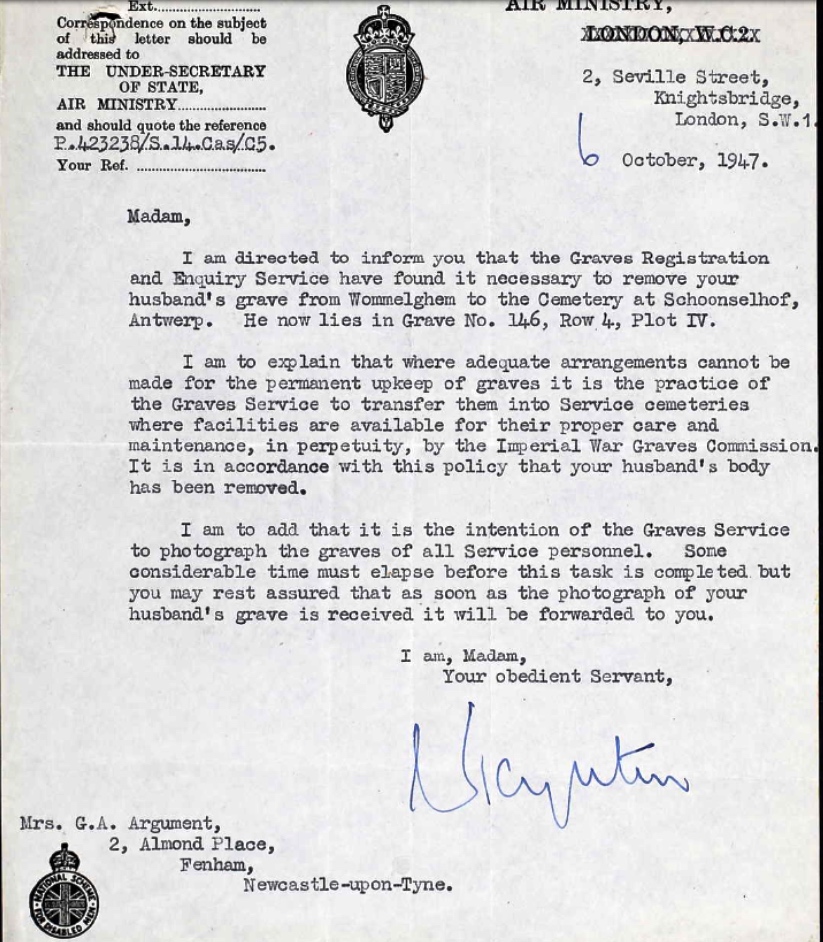 Ext.
AIR MINISTRY,
Correspondence on the subject
of this letter should be
addressed to
THE UNDER-SECRETARY
OF STATE,
AIR MINISTRY
and should quote the reference
P.423238/S.14.Cas/C5.
Your Ref.
LONDON, W.C.2.
2, Seville Street,
Knightsbridge,
London, S.W.1.
6 October, 1947.
Madam,
I am directed to inform you that the Graves Registration
and Enquiry Service have found it necessary to remove your
husband's grave from Wommelghem to the Cemetery at Schoonselhof,
Antwerp. He now lies in Grave No. 146, Row 4, Plot IV.
I am to explain that where adequate arrangements cannot be
made for the permanent upkeep of graves it is the practice of
the Graves Service to transfer them into Service cemeteries
where facilities are available for their proper care and
maintenance, in perpetuity, by the Imperial War Graves Commission.
It is in accordance with this policy that your husband's body
has been removed.
I am to add that it is the intention of the Graves Service
to photograph the graves of all Service personnel. Some
considerable time must elapse before this task is completed but
you may rest assured that as soon as the photograph of your
husband's grave is received it will be forwarded to you.
I am, Madam,
Your obedient Servant,
Mrs. G.A. Argument,
2, Almond Place,
Fenham,
Newcastle-upon-Tyne.
NATIONAL SCHEME
FOR DISABLED MEN